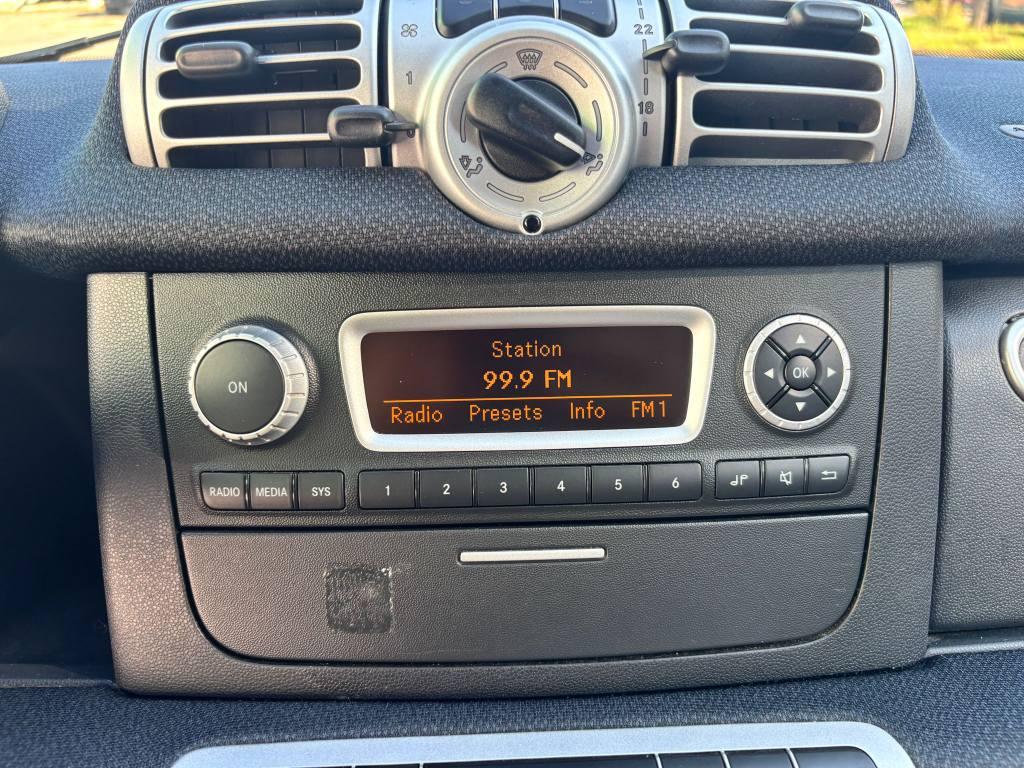 22
1
18
0
Station
99.9 FM
Radio Presets Info FM1
ON
OK
RADIO MEDIA SYS 1 2 3 4 5 6